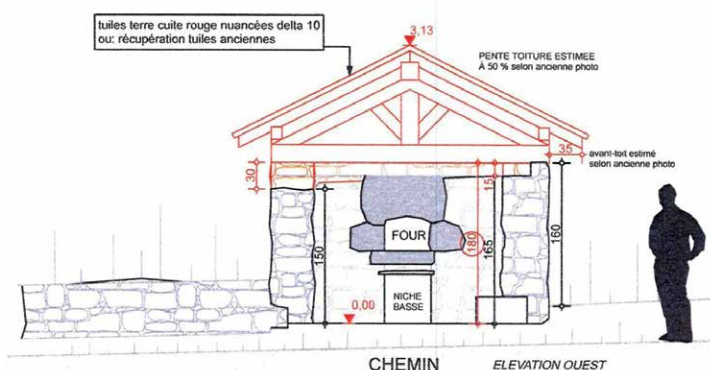 tuiles terre cuite rouge nuancées delta 10
ou: récupération tuiles anciennes
3,13
PENTE TOITURE ESTIMEE
À 50 % selon ancienne photo
35
avant-toit estimé
selon ancienne photo
30
15
150
FOUR
180
165
160
NICHE
BASSE
0,00
CHEMIN
ELEVATION OUEST